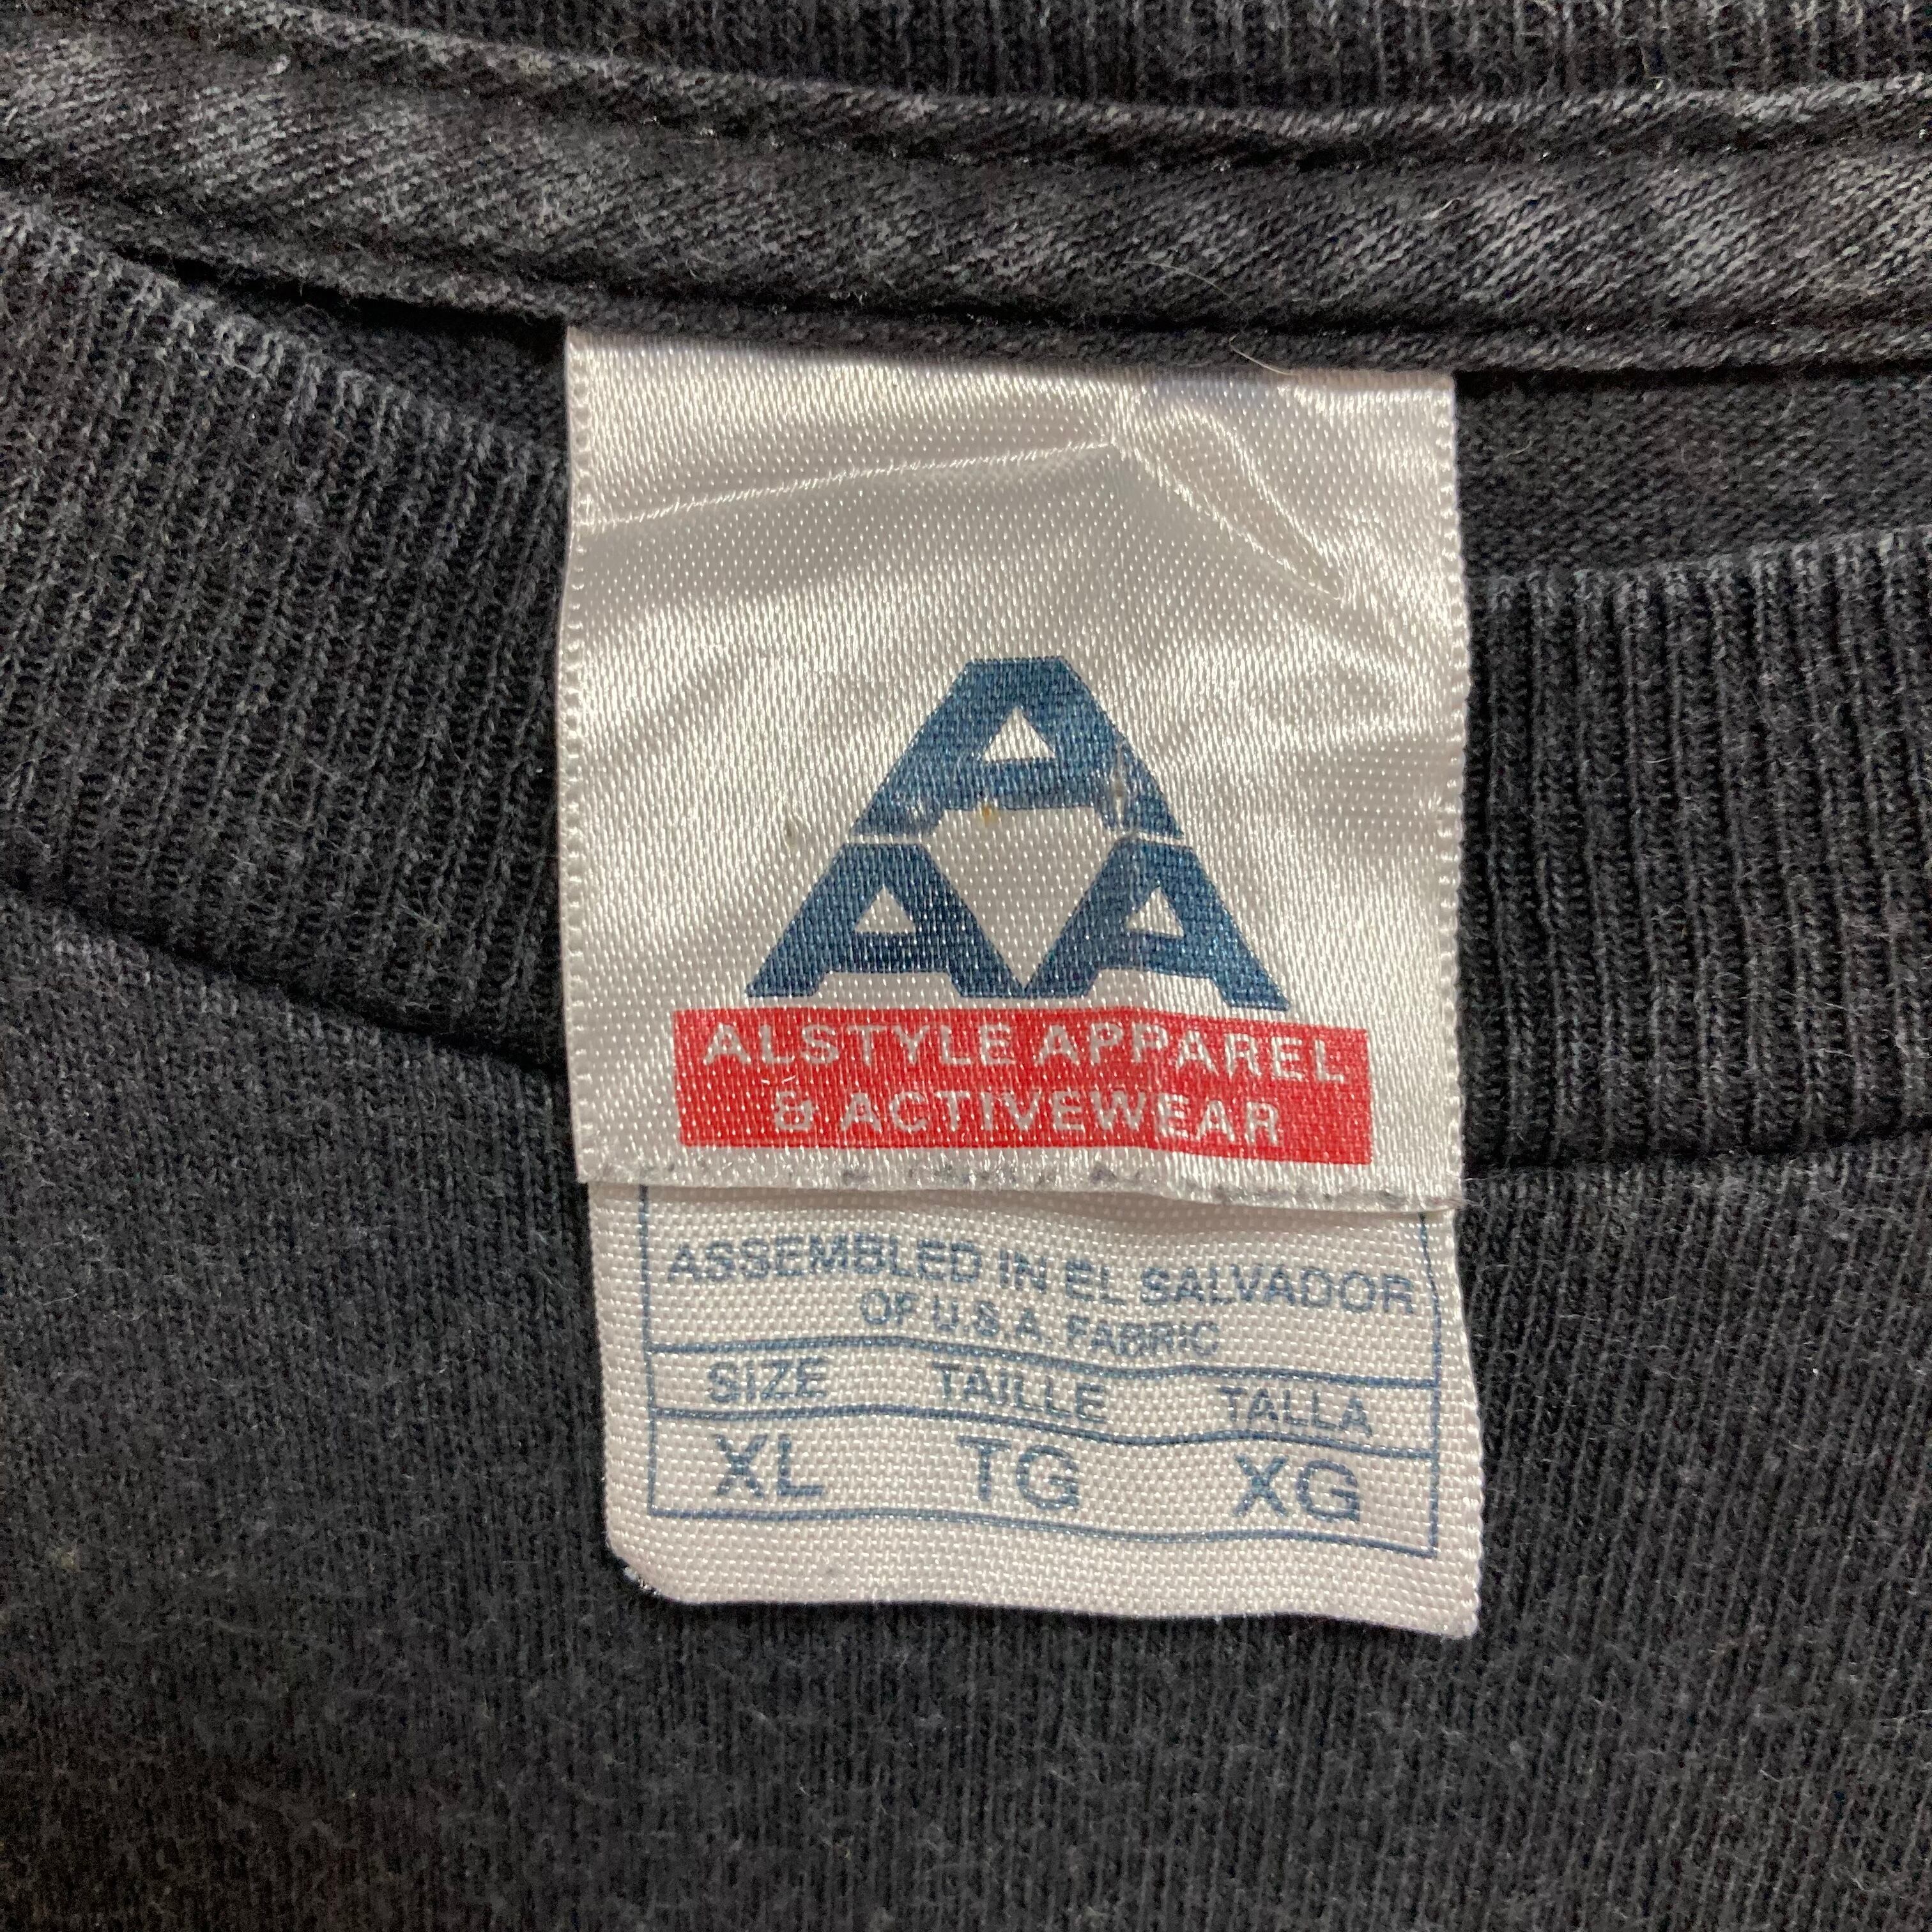 A
A A
ALSTYLE APPAREL
& ACTIVEWEAR
ASSEMBLED IN EL SALVADOR
OF U.S.A. FABRIC
SIZE TAILLE TALLA
XL TG XG